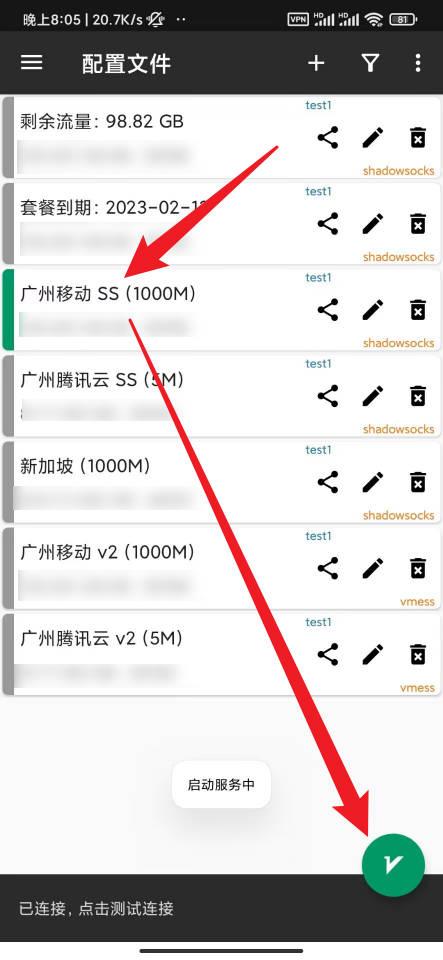 晚上8:05 | 20.7K/s
VPN HD HD 81
配置文件
剩余流量: 98.82 GB
test1
shadowsocks
套餐到期: 2023-02-1
test1
shadowsocks
广州移动 SS (1000M)
test1
shadowsocks
广州腾讯云 SS (5M)
test1
shadowsocks
新加坡 (1000M)
test1
shadowsocks
广州移动 v2 (1000M)
test1
vmess
广州腾讯云 v2 (5M)
test1
vmess
启动服务中
已连接, 点击测试连接